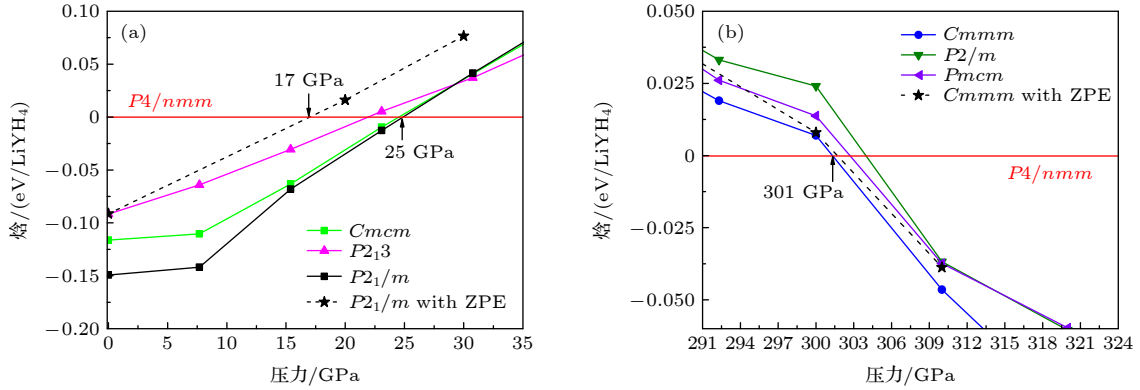 (a)
0.10
0.05
0
−0.05
−0.10
−0.15
−0.20
焓/(eV/LiYH₄)
P4/nmm
17 GPa
25 GPa
Cmcm
P2₁3
P2₁/m
P2₁/m with ZPE
0 5 10 15 20 25 30 35
压力/GPa
(b)
0.050
0.025
0
−0.025
−0.050
焓/(eV/LiYH₄)
Cmmm
P2/m
Pmcm
Cmmm with ZPE
P4/nmm
301 GPa
291 294 297 300 303 306 309 312 315 318 321 324
压力/GPa